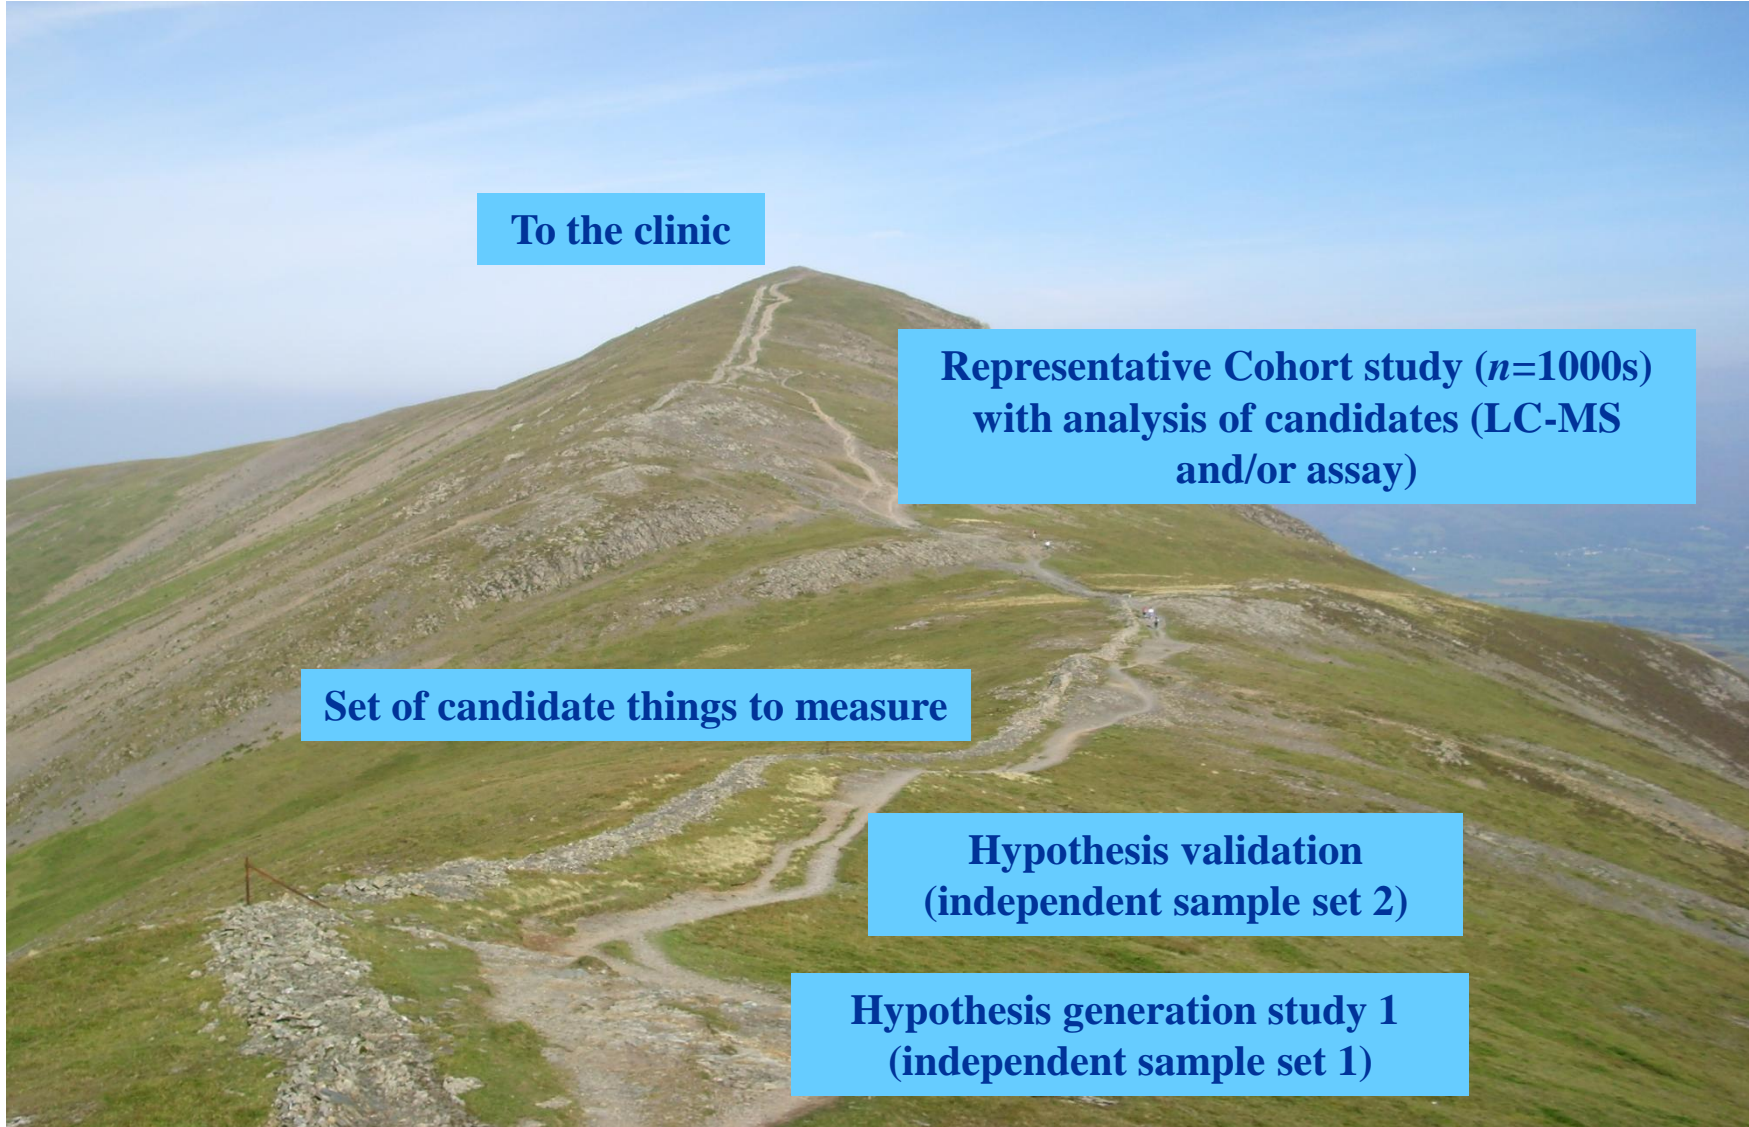 To the clinic
Representative Cohort study (n=1000s)
with analysis of candidates (LC-MS
and/or assay)
Set of candidate things to measure
Hypothesis validation
(independent sample set 2)
Hypothesis generation study 1
(independent sample set 1)